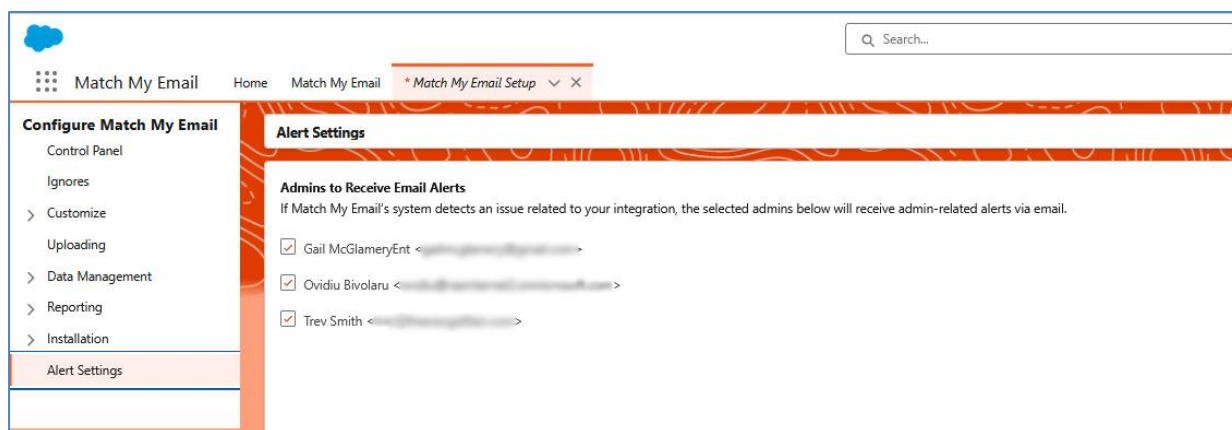 Search...
Match My Email
Home
Match My Email
* Match My Email Setup
Configure Match My Email
Control Panel
Ignores
Customize
Uploading
Data Management
Reporting
Installation
Alert Settings
Alert Settings
Admins to Receive Email Alerts
If Match My Email's system detects an issue related to your integration, the selected admins below will receive admin-related alerts via email.
Gail McGlameryEnt < >
Ovidiu Bivolaru < >
Trev Smith < >